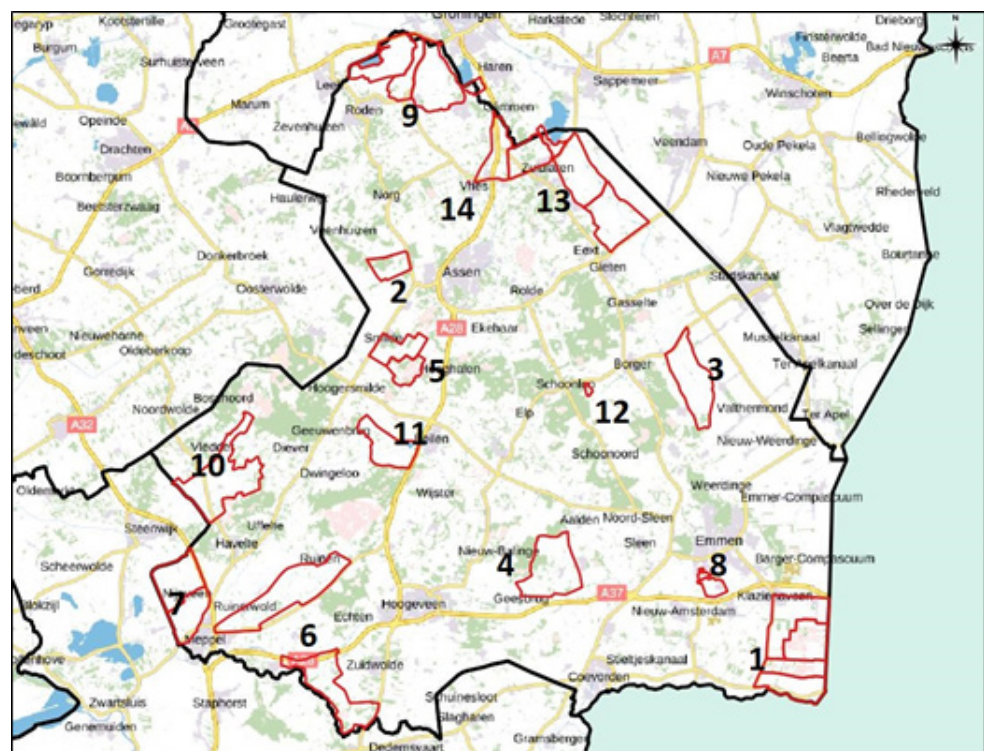 Kootstertille
Grootegast
Groningen
Harkstede
Slochteren
Drieborg
Finsterwolde
Burgum
Surhuisterveen
A7
Beerta
Haren
Leek
Sappemeer
Winschoten
Marum
Roden
9
Opeinde
Zevenhuizen
Drachten
Veendam
Oude Pekela
Bellingwolde
Boornbergum
Zuidlaren
Nieuwe Pekela
Vries
Norg
14
13
Rhederveld
Beetsterzwaag
Haulerwijk
Veenhuizen
Vlagtwedde
Eext
Donkerbroek
Gorredijk
Gieten
Bourtange
Assen
2
Stadskanaal
Oosterwolde
Rolde
Gasselte
Over de Dijk
A28
Ekehaar
Nieuwehorne
Smilde
Musselkanaal
Sellingen
Oldeberkoop
5
Borger
3
Ter Apelkanaal
Hoogersmilde
Schoonloo
Boschoord
12
Noordwolde
Elp
Valthermond
Ter Apel
A32
Geeuwenbrug
11
Nieuw-Weerdinge
Vledder
Diever
10
Schoonoord
Dwingeloo
Weerdinge
Wijster
Emmer-Compascuum
Steenwijk
Uffelte
Aalden
Noord-Sleen
Havelte
Nieuw-Balinge
Sleen
Emmen
Ruinen
4
8
Barger-Compascuum
Scheerwolde
Nijeveen
7
Ruinerwold
Hoogeveen
Geesbrug
A37
Klazienaveen
Blokzijl
Echten
Nieuw-Amsterdam
Meppel
6
Zuidwolde
Stieltjeskanaal
1
Coevorden
Zwartsluis
Staphorst
Schuinesloot
Genemuiden
Slagharen
Dedemsvaart
Gramsbergen